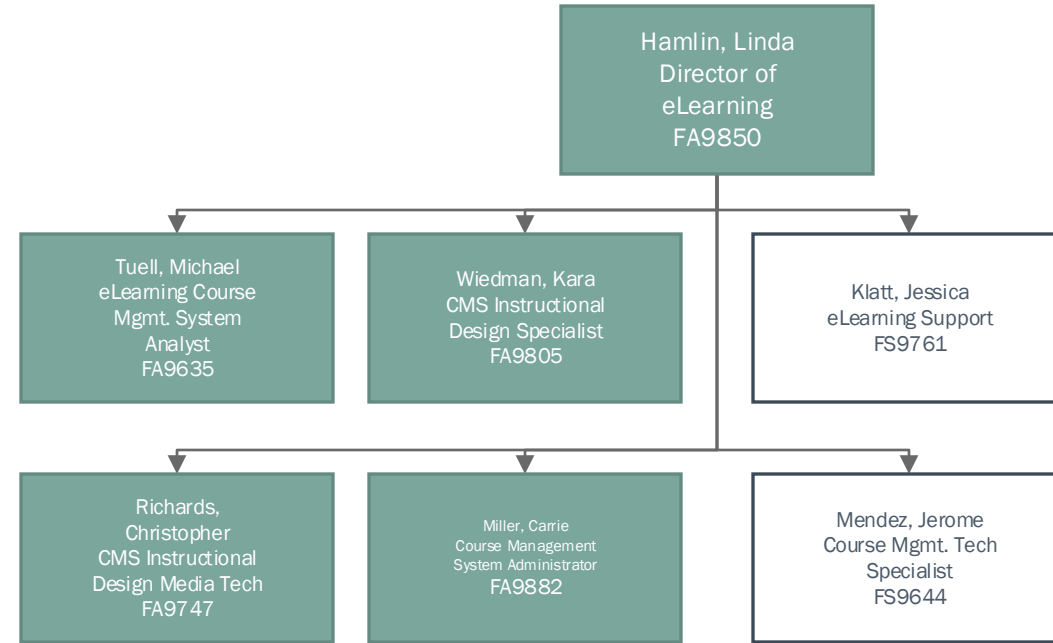 Hamlin, Linda
Director of
eLearning
FA9850
Tuell, Michael
eLearning Course
Mgmt. System
Analyst
FA9635
Wiedman, Kara
CMS Instructional
Design Specialist
FA9805
Klatt, Jessica
eLearning Support
FS9761
Richards,
Christopher
CMS Instructional
Design Media Tech
FA9747
Miller, Carrie
Course Management
System Administrator
FA9882
Mendez, Jerome
Course Mgmt. Tech
Specialist
FS9644